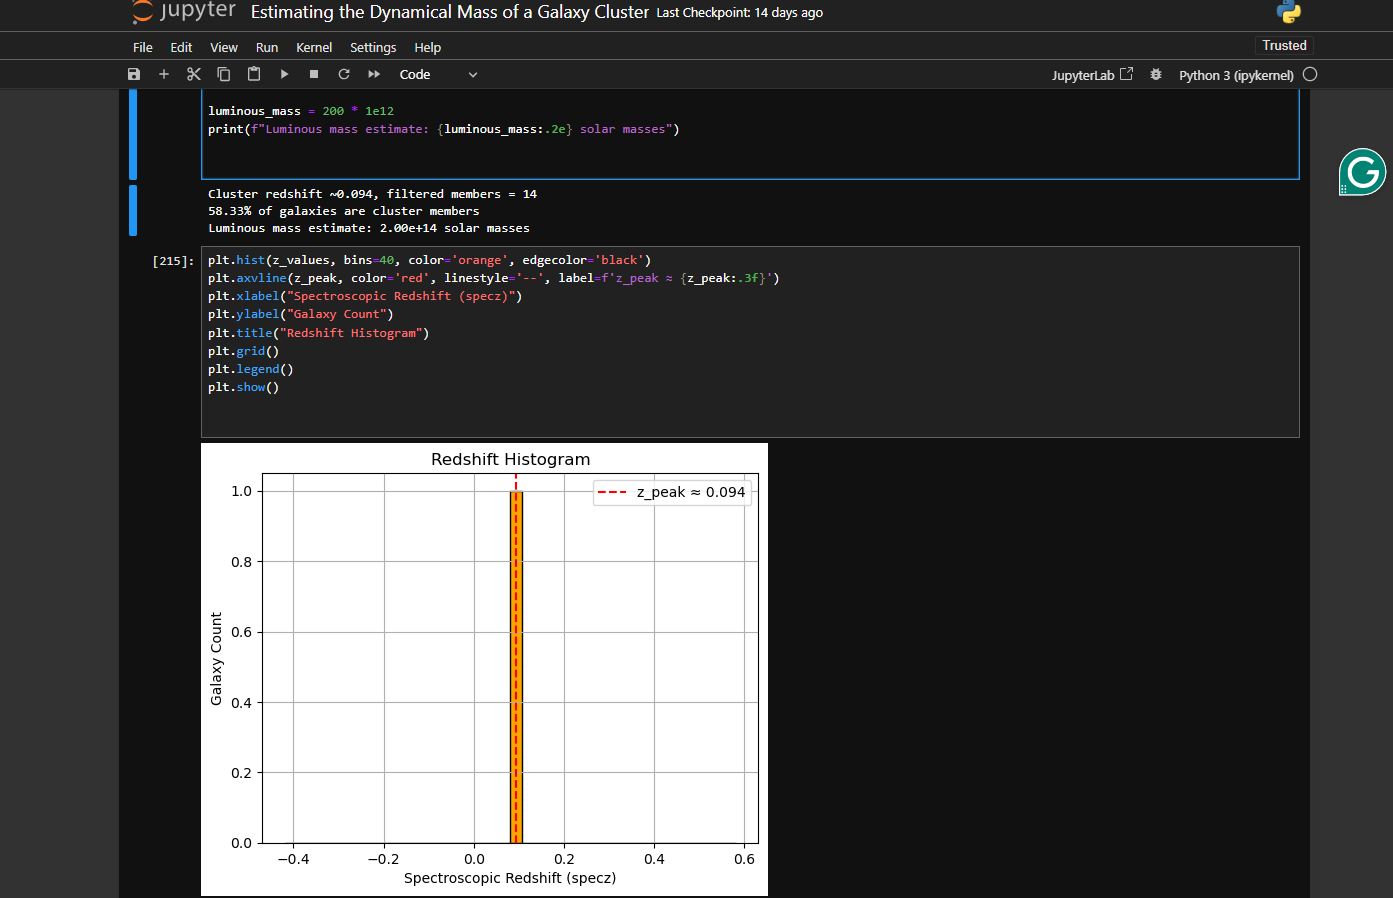 jupyter Estimating the Dynamical Mass of a Galaxy Cluster Last Checkpoint: 14 days ago
File Edit View Run Kernel Settings Help Trusted
Code JupyterLab Python 3 (ipykernel)
luminous_mass = 200 * 1e12
print(f"Luminous mass estimate: {luminous_mass:.2e} solar masses")
Cluster redshift ~0.094, filtered members = 14
58.33% of galaxies are cluster members
Luminous mass estimate: 2.00e+14 solar masses
[215]: plt.hist(z_values, bins=40, color='orange', edgecolor='black')
plt.axvline(z_peak, color='red', linestyle='--', label=f'z_peak ≈ {z_peak:.3f}')
plt.xlabel("Spectroscopic Redshift (specz)")
plt.ylabel("Galaxy Count")
plt.title("Redshift Histogram")
plt.grid()
plt.legend()
plt.show()
Redshift Histogram
z_peak ≈ 0.094
1.0
0.8
0.6
0.4
0.2
0.0
Galaxy Count
−0.4 −0.2 0.0 0.2 0.4 0.6
Spectroscopic Redshift (specz)
G